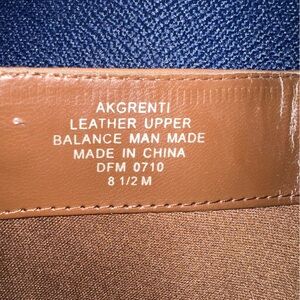 AKGRENTI
LEATHER UPPER
BALANCE MAN MADE
MADE IN CHINA
DFM 0710
8 1/2 M